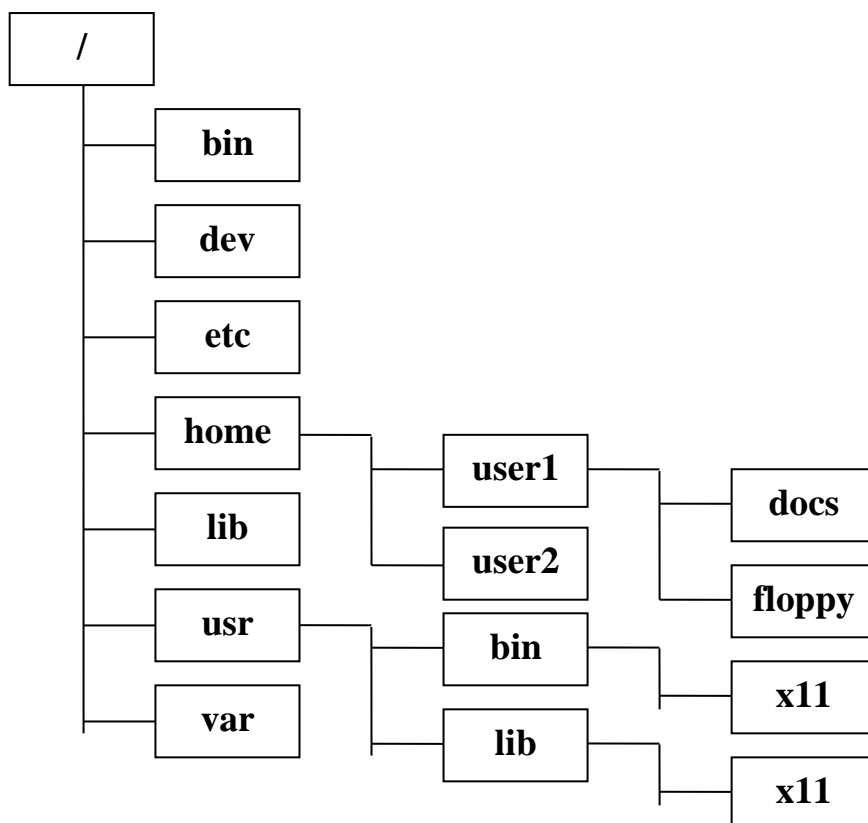 /
bin
dev
etc
home
user1
docs
lib
user2
floppy
usr
bin
x11
var
lib
x11